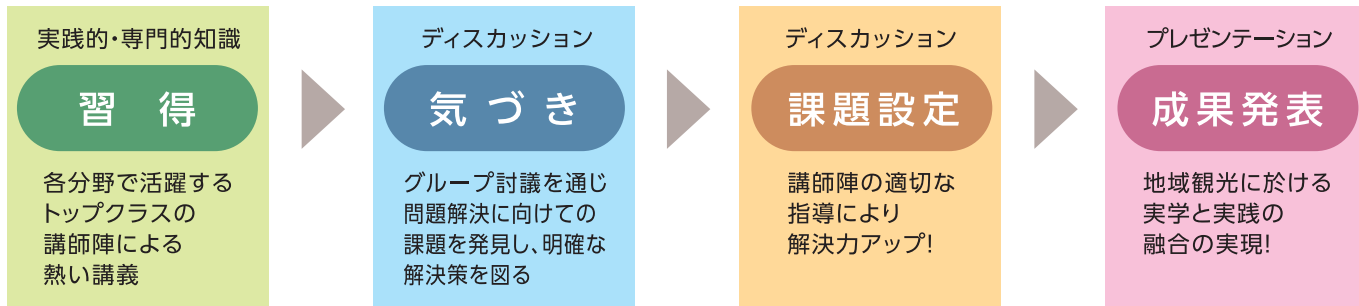 実践的・専門的知識
習得
各分野で活躍する
トップクラスの
講師陣による
熱い講義
ディスカッション
気づき
グループ討議を通じ
問題解決に向けての
課題を発見し、明確な
解決策を図る
ディスカッション
課題設定
講師陣の適切な
指導により
解決力アップ!
プレゼンテーション
成果発表
地域観光に於ける
実学と実践の
融合の実現!